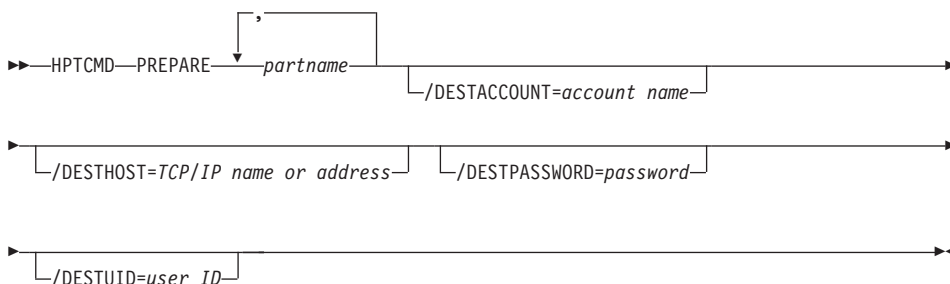 ,
HPTCMD PREPARE partname
/DESTACCOUNT=account name
/DESTHOST=TCP/IP name or address /DESTPASSWORD=password
/DESTUID=user ID